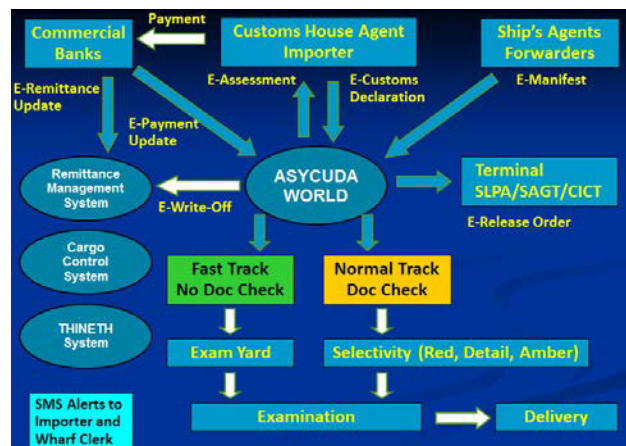 Commercial
Banks
Payment
Customs House Agent
Importer
Ship's Agents
Forwarders
E-Remittance
Update
E-Assessment
E-Customs
Declaration
E-Manifest
E-Payment
Update
Remittance
Management
System
ASYCUDA
WORLD
Terminal
SLPA/SAGT/CICT
E-Write-Off
E-Release Order
Cargo
Control
System
Fast Track
No Doc Check
Normal Track
Doc Check
THINETH
System
Exam Yard
Selectivity (Red, Detail, Amber)
SMS Alerts to
Importer and
Wharf Clerk
Examination
Delivery